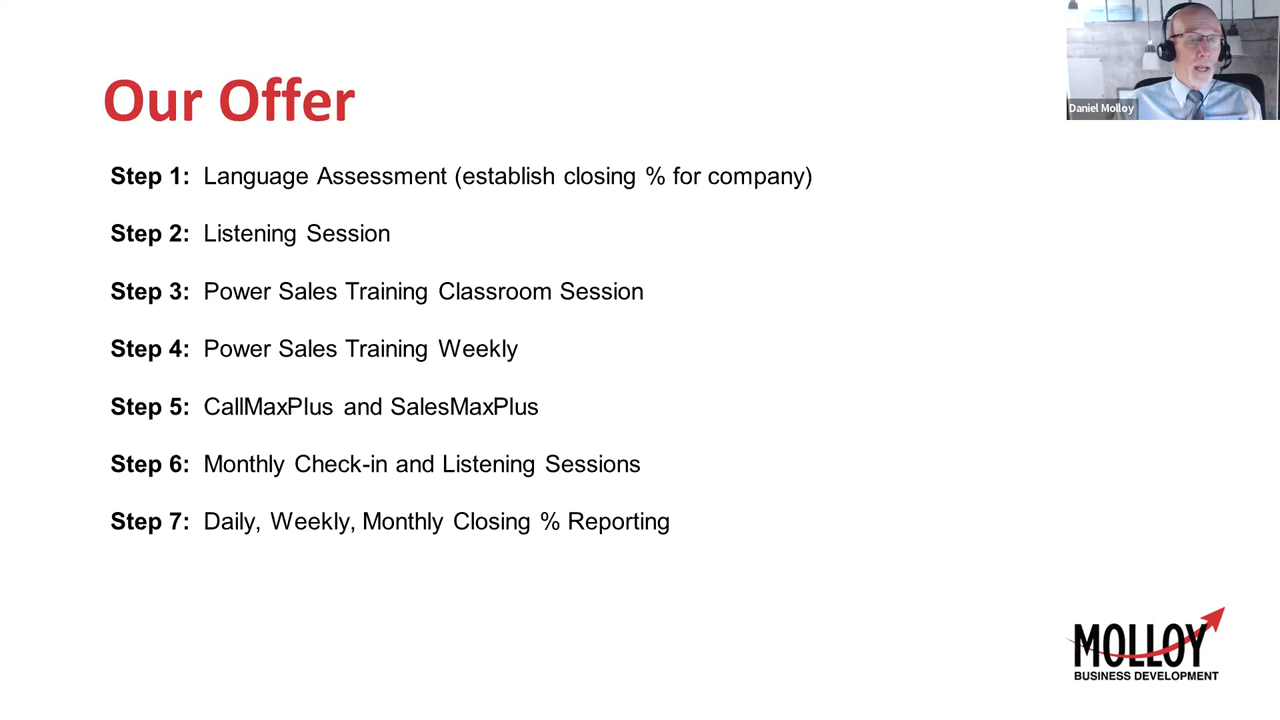 Our Offer
Daniel Molloy
Step 1: Language Assessment (establish closing % for company)
Step 2: Listening Session
Step 3: Power Sales Training Classroom Session
Step 4: Power Sales Training Weekly
Step 5: CallMaxPlus and SalesMaxPlus
Step 6: Monthly Check-in and Listening Sessions
Step 7: Daily, Weekly, Monthly Closing % Reporting
MOLLOY
BUSINESS DEVELOPMENT